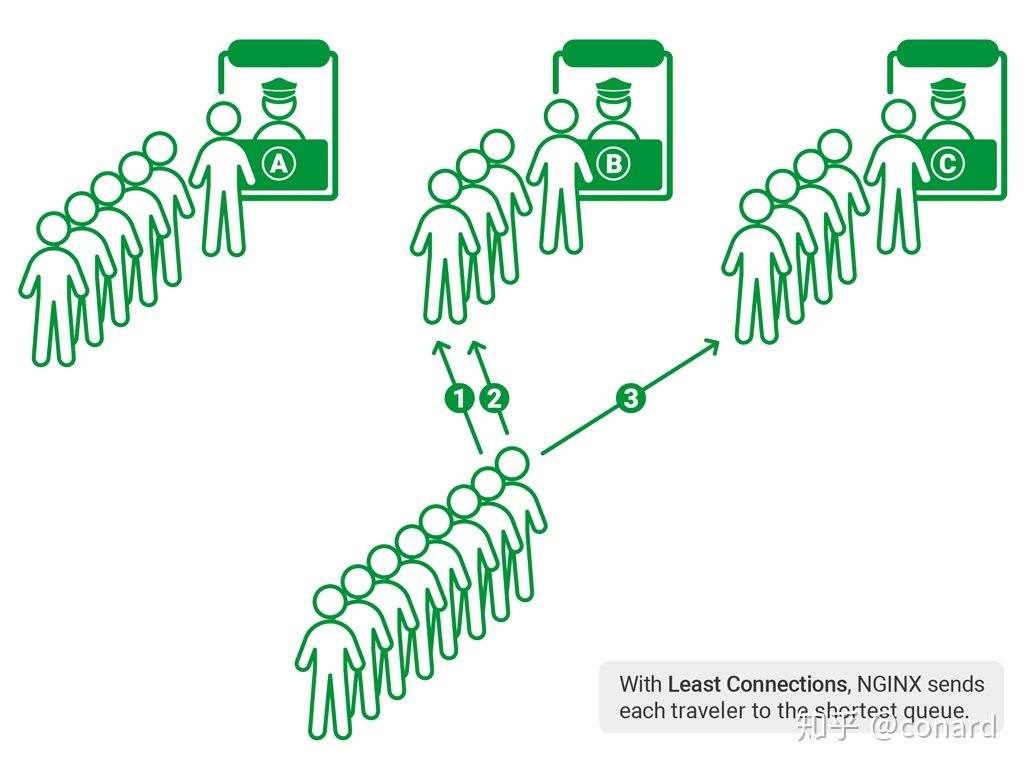 A
B
C
1 2 3
With Least Connections, NGINX sends
each traveler to the shortest queue.
知乎 @conard